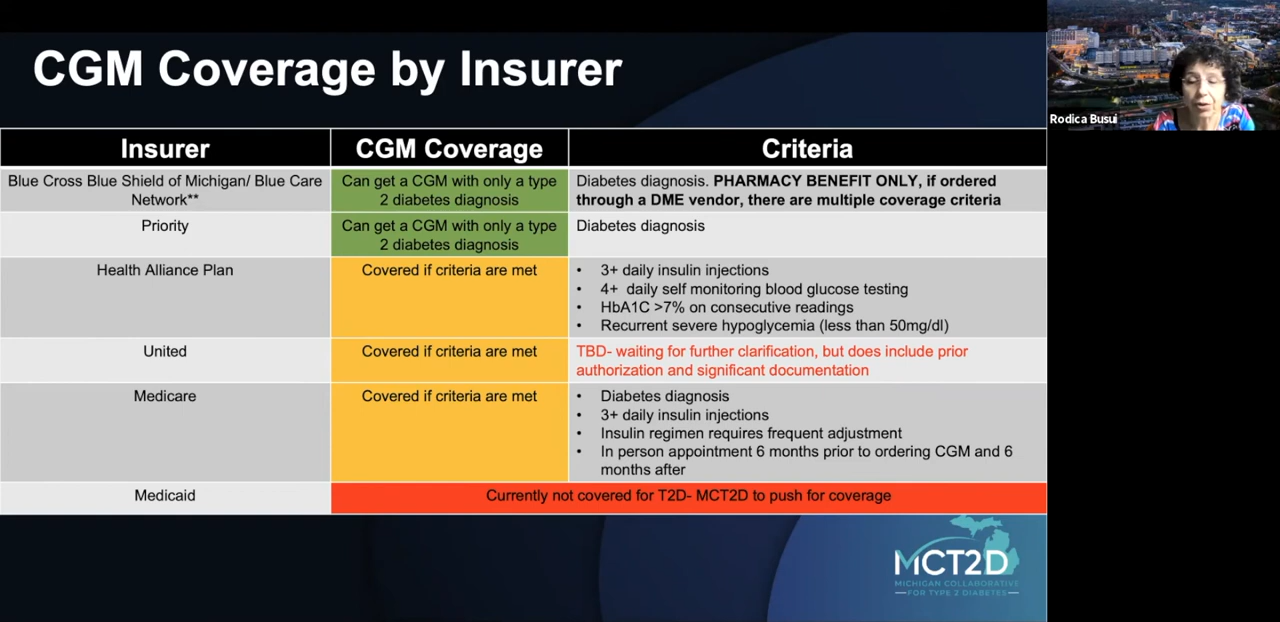 CGM Coverage by Insurer
Rodica Busui
Insurer
CGM Coverage
Criteria
Blue Cross Blue Shield of Michigan/ Blue Care
Network**
Can get a CGM with only a type
2 diabetes diagnosis
Diabetes diagnosis. PHARMACY BENEFIT ONLY, if ordered
through a DME vendor, there are multiple coverage criteria
Priority
Can get a CGM with only a type
2 diabetes diagnosis
Diabetes diagnosis
Health Alliance Plan
Covered if criteria are met
• 3+ daily insulin injections
• 4+ daily self monitoring blood glucose testing
• HbA1C >7% on consecutive readings
• Recurrent severe hypoglycemia (less than 50mg/dl)
United
Covered if criteria are met
TBD- waiting for further clarification, but does include prior
authorization and significant documentation
Medicare
Covered if criteria are met
• Diabetes diagnosis
• 3+ daily insulin injections
• Insulin regimen requires frequent adjustment
• In person appointment 6 months prior to ordering CGM and 6
months after
Medicaid
Currently not covered for T2D- MCT2D to push for coverage
MCT2D
MICHIGAN COLLABORATIVE
FOR TYPE 2 DIABETES